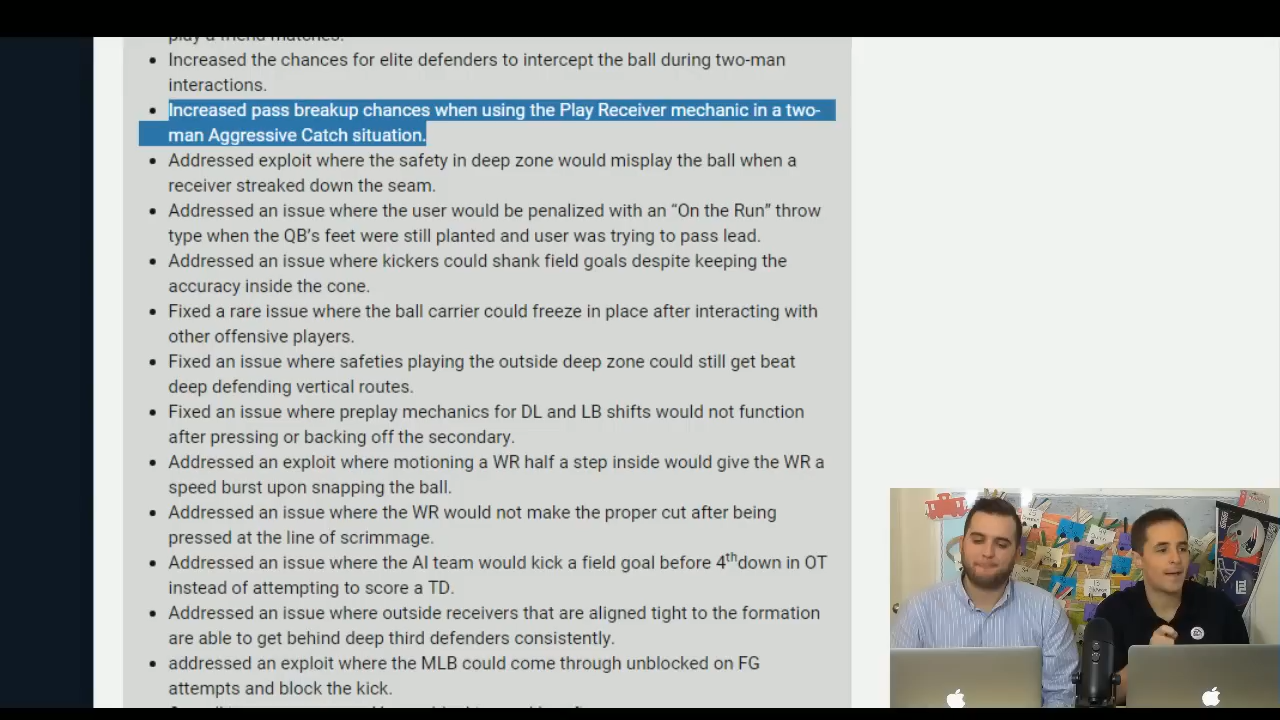 play a friend matches.
• Increased the chances for elite defenders to intercept the ball during two-man
interactions.
• Increased pass breakup chances when using the Play Receiver mechanic in a two-
man Aggressive Catch situation.
• Addressed exploit where the safety in deep zone would misplay the ball when a
receiver streaked down the seam.
• Addressed an issue where the user would be penalized with an “On the Run” throw
type when the QB’s feet were still planted and user was trying to pass lead.
• Addressed an issue where kickers could shank field goals despite keeping the
accuracy inside the cone.
• Fixed a rare issue where the ball carrier could freeze in place after interacting with
other offensive players.
• Fixed an issue where safeties playing the outside deep zone could still get beat
deep defending vertical routes.
• Fixed an issue where preplay mechanics for DL and LB shifts would not function
after pressing or backing off the secondary.
• Addressed an exploit where motioning a WR half a step inside would give the WR a
speed burst upon snapping the ball.
• Addressed an issue where the WR would not make the proper cut after being
pressed at the line of scrimmage.
• Addressed an issue where the AI team would kick a field goal before 4th down in OT
instead of attempting to score a TD.
• Addressed an issue where outside receivers that are aligned tight to the formation
are able to get behind deep third defenders consistently.
• addressed an exploit where the MLB could come through unblocked on FG
attempts and block the kick.